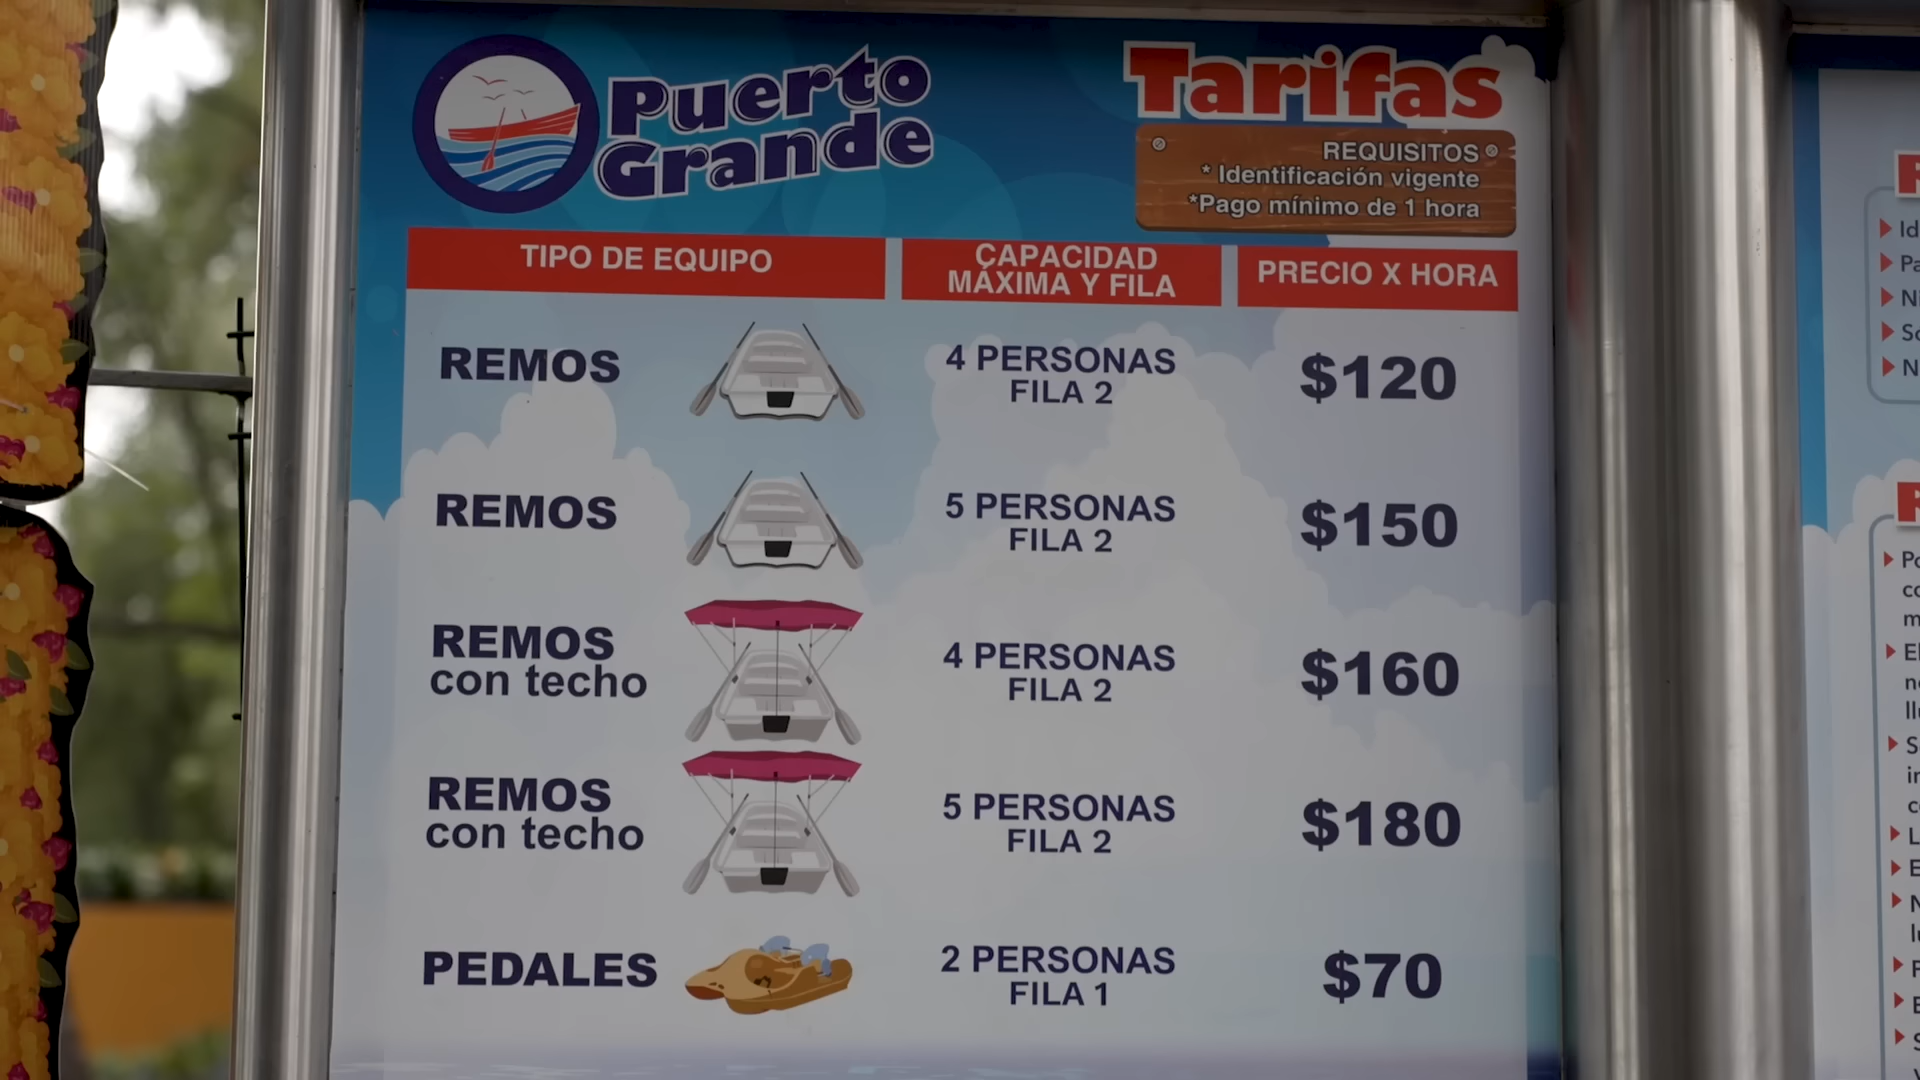 Puerto
Grande
Tarifas
REQUISITOS
* Identificación vigente
*Pago mínimo de 1 hora
TIPO DE EQUIPO
CAPACIDAD
MÁXIMA Y FILA
PRECIO X HORA
REMOS
4 PERSONAS
FILA 2
$120
REMOS
5 PERSONAS
FILA 2
$150
REMOS
con techo
4 PERSONAS
FILA 2
$160
REMOS
con techo
5 PERSONAS
FILA 2
$180
PEDALES
2 PERSONAS
FILA 1
$70